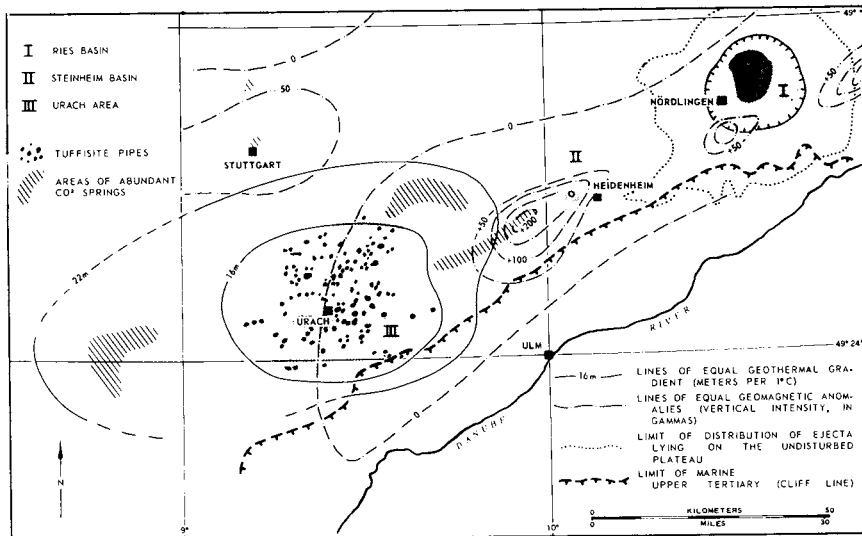 I RIES BASIN
II STEINHEIM BASIN
III URACH AREA
TUFFISITE PIPES
AREAS OF ABUNDANT
CO² SPRINGS
0
50
STUTTGART
0
+50
NÖRDLINGEN
I
+50
II
HEIDENHEIM
+50
+200
+100
22m
16m
URACH
III
ULM
DANUBE
RIVER
0
N
9°
10°
49°
49° 24'
16m LINES OF EQUAL GEOTHERMAL GRA-
DIENT (METERS PER 1°C)
LINES OF EQUAL GEOMAGNETIC ANOM-
ALIES (VERTICAL INTENSITY, IN
GAMMAS)
LIMIT OF DISTRIBUTION OF EJECTA
LYING ON THE UNDISTURBED
PLATEAU
LIMIT OF MARINE
UPPER TERTIARY (CLIFF LINE)
0 KILOMETERS 50
0 MILES 30